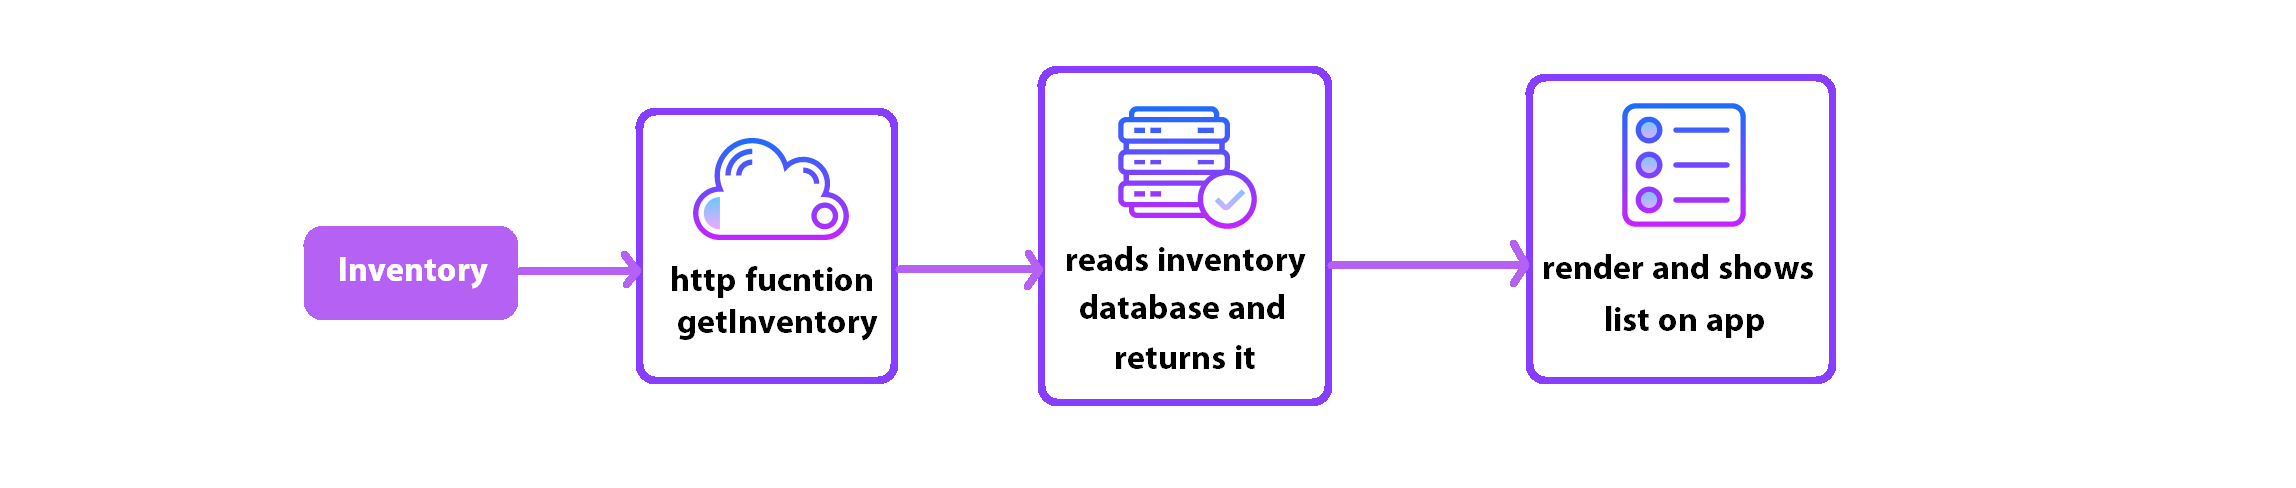 Inventory
http fucntion
getInventory
reads inventory
database and
returns it
render and shows
list on app